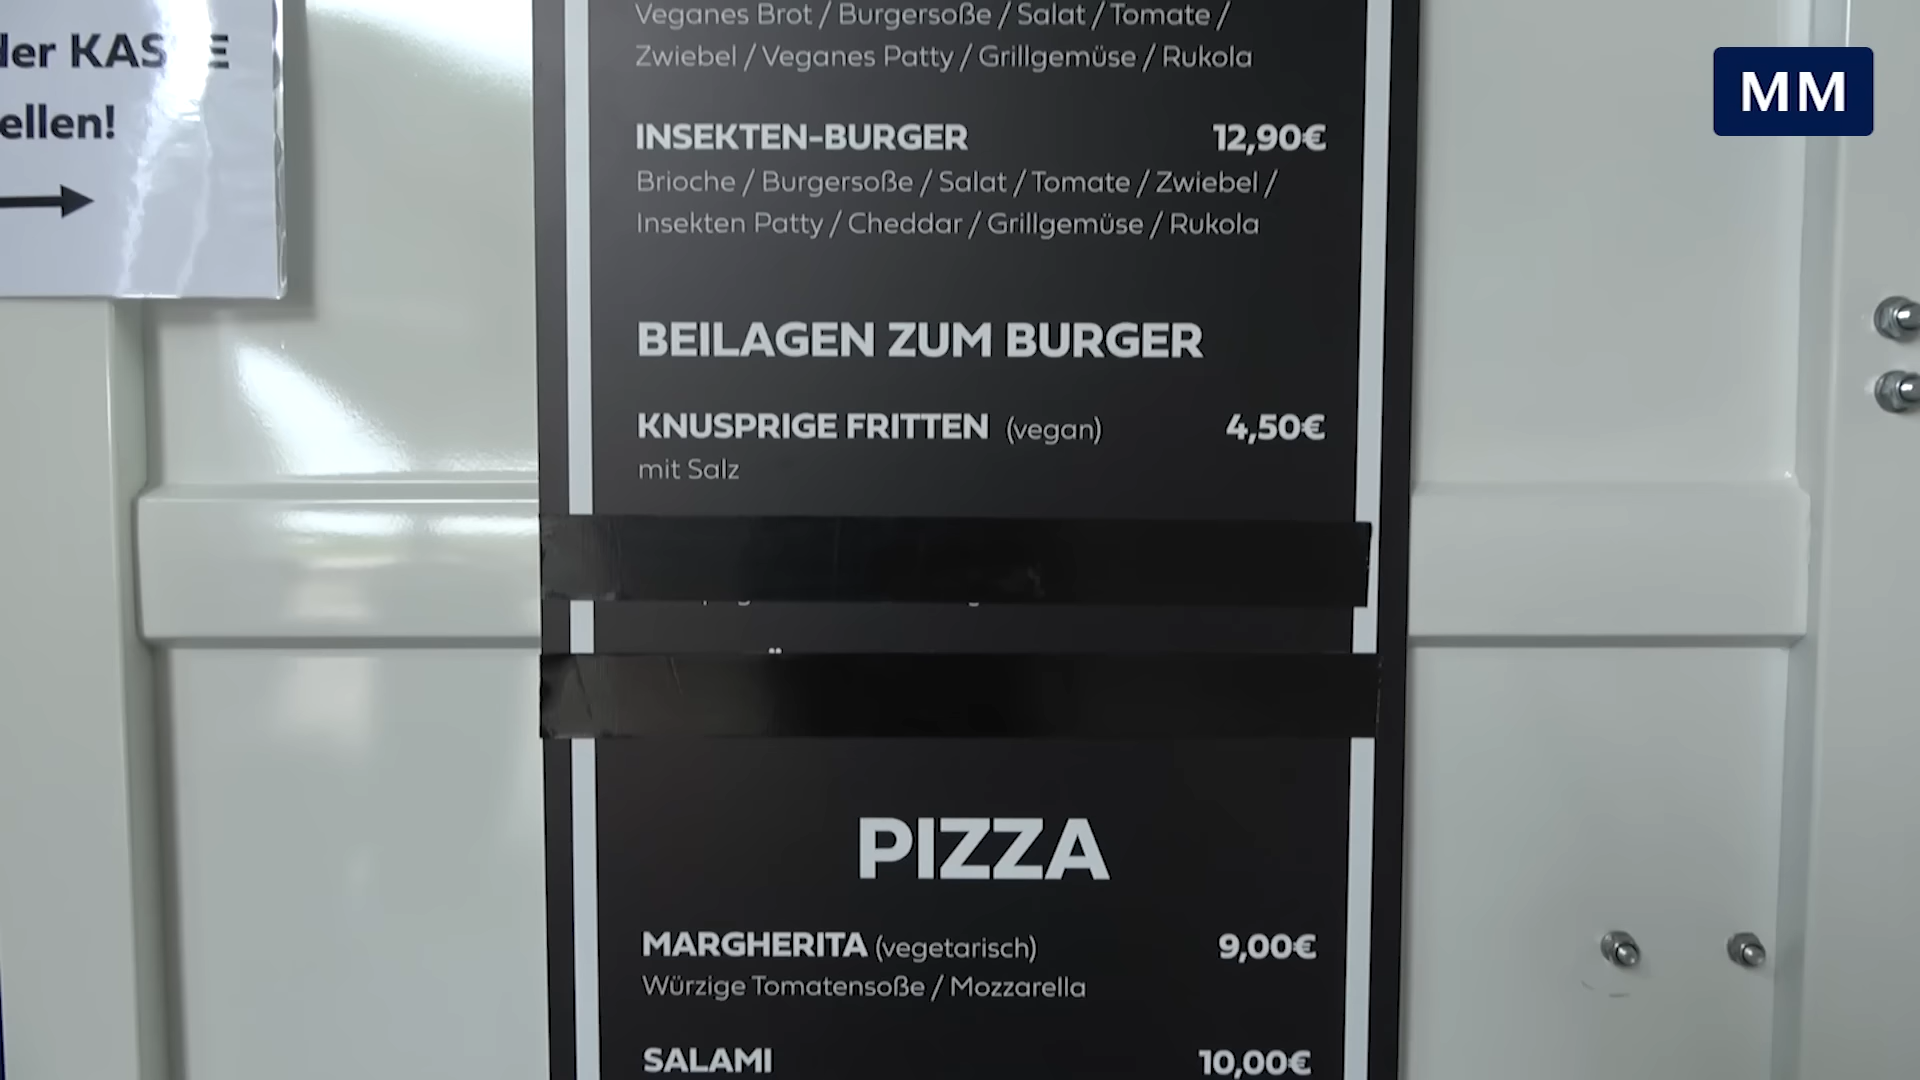 der KASSE
ellen!
Veganes Brot / Burgersoße / Salat / Tomate /
Zwiebel / Veganes Patty / Grillgemüse / Rukola
INSEKTEN-BURGER 12,90€
Brioche / Burgersoße / Salat / Tomate / Zwiebel /
Insekten Patty / Cheddar / Grillgemüse / Rukola
BEILAGEN ZUM BURGER
KNUSPRIGE FRITTEN (vegan) 4,50€
mit Salz
PIZZA
MARGHERITA (vegetarisch) 9,00€
Würzige Tomatensoße / Mozzarella
SALAMI 10,00€
MM